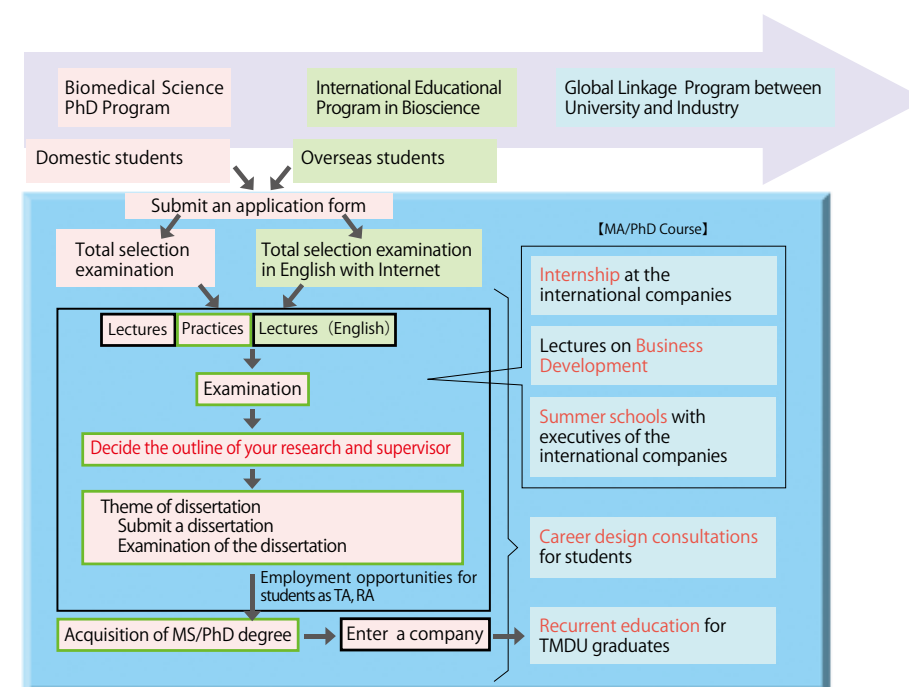 Biomedical Science
PhD Program
International Educational
Program in Bioscience
Global Linkage Program between
University and Industry
Domestic students
Overseas students
Submit an application form
Total selection
examination
Total selection examination
in English with Internet
Lectures
Practices
Lectures（English）
Examination
Decide the outline of your research and supervisor
Theme of dissertation
Submit a dissertation
Examination of the dissertation
Employment opportunities for
students as TA, RA
Acquisition of MS/PhD degree
Enter a company
【MA/PhD Course】
Internship at the
international companies
Lectures on Business
Development
Summer schools with
executives of the
international companies
Career design consultations
for students
Recurrent education for
TMDU graduates